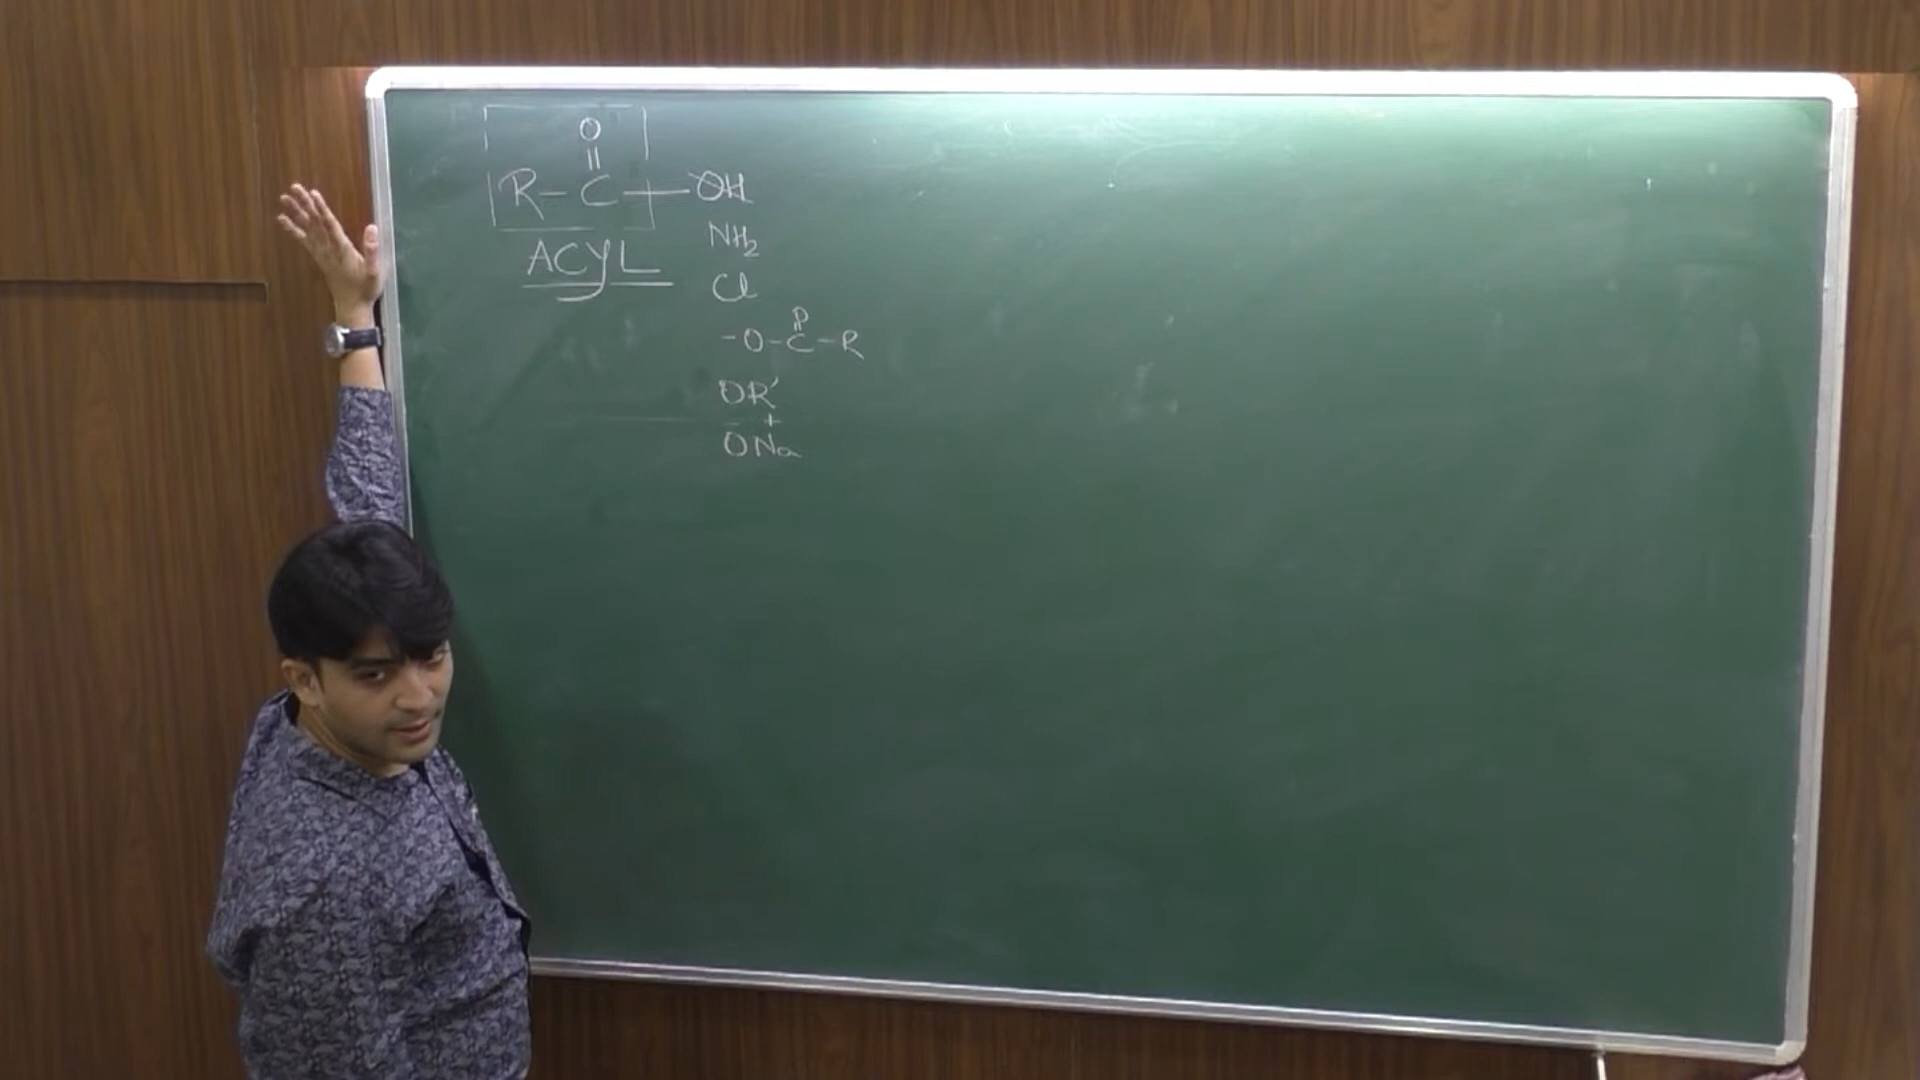 O
||
R-C-OH
ACYL
NH₂
Cl
O
||
-O-C-R
OR'
- +
ONa